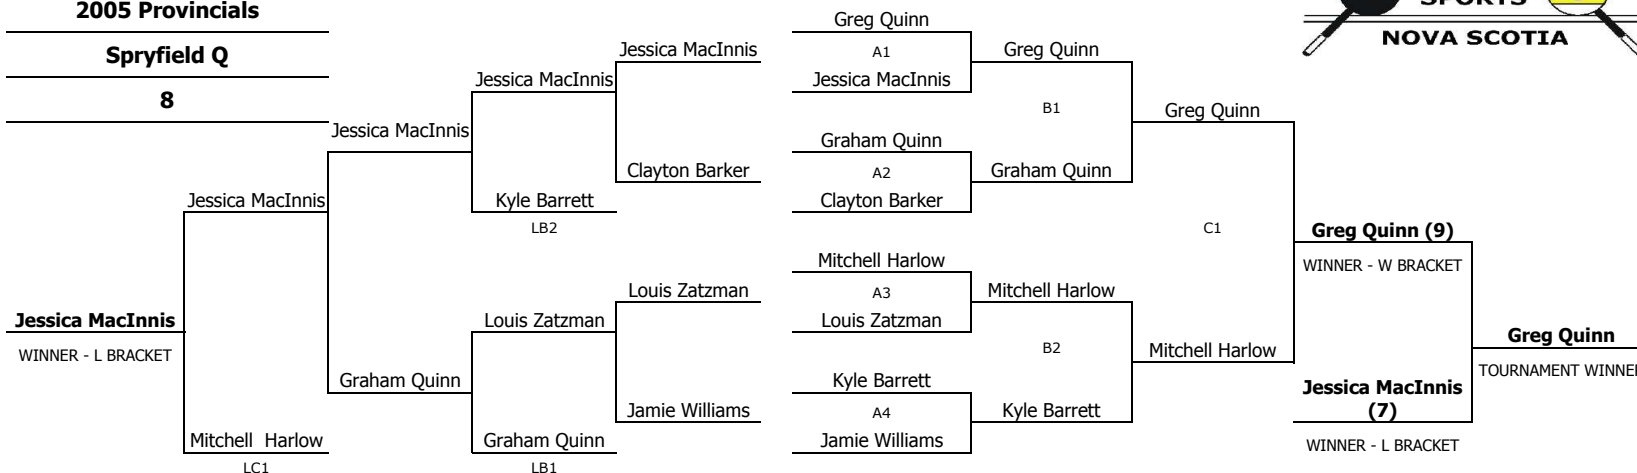 2005 Provincials
Spryfield Q
8
SPORTS
NOVA SCOTIA
Jessica MacInnis
Clayton Barker
Jessica MacInnis
Kyle Barrett
LB2
Jessica MacInnis
Louis Zatzman
Jamie Williams
Louis Zatzman
Graham Quinn
LB1
Graham Quinn
Jessica MacInnis
Mitchell  Harlow
LC1
Jessica MacInnis
WINNER - L BRACKET
Greg Quinn
A1
Jessica MacInnis
Graham Quinn
A2
Clayton Barker
Mitchell Harlow
A3
Louis Zatzman
Kyle Barrett
A4
Jamie Williams
Greg Quinn
B1
Graham Quinn
Mitchell Harlow
B2
Kyle Barrett
Greg Quinn
C1
Mitchell Harlow
Greg Quinn (9)
WINNER - W BRACKET
Jessica MacInnis
(7)
WINNER - L BRACKET
Greg Quinn
TOURNAMENT WINNER